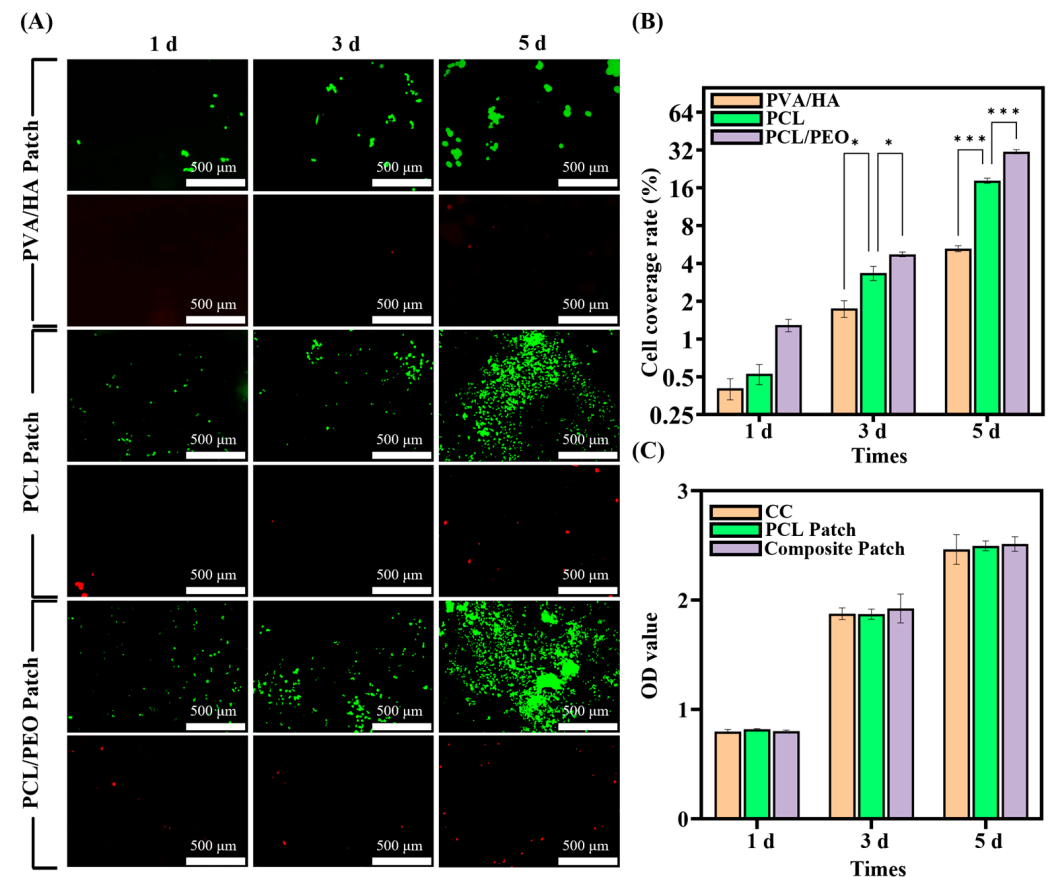 (A)
1 d 3 d 5 d
PVA/HA Patch
500 μm 500 μm 500 μm
500 μm 500 μm 500 μm
PCL Patch
500 μm 500 μm 500 μm
500 μm 500 μm 500 μm
PCL/PEO Patch
500 μm 500 μm 500 μm
500 μm 500 μm 500 μm
(B)
Cell coverage rate (%)
64
32
16
8
4
2
1
0.5
0.25
PVA/HA
PCL
PCL/PEO
* *
*** ***
1 d 3 d 5 d
Times
(C)
OD value
3
2
1
0
CC
PCL Patch
Composite Patch
1 d 3 d 5 d
Times